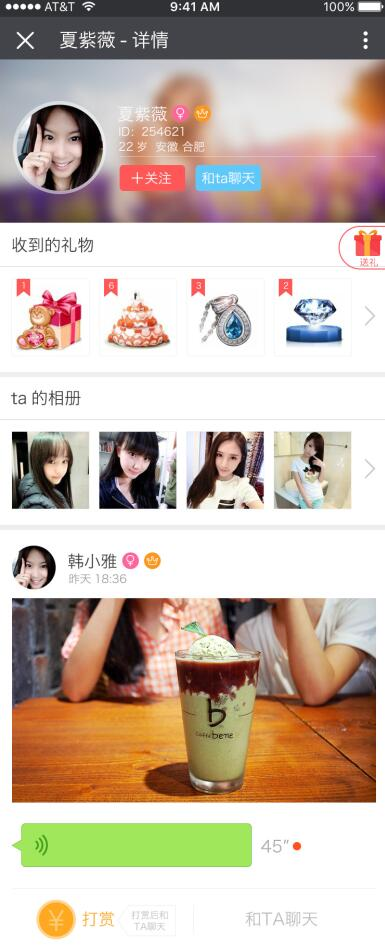 AT&T 9:41 AM 100%
夏紫薇 - 详情
夏紫薇
ID: 254621
22 岁 安徽 合肥
十关注 和ta聊天
收到的礼物
送礼
1 6 3 2
ta 的相册
韩小雅
昨天 18:36
b
caffé bene
45″
¥ 打赏 打赏后和
TA聊天
和TA聊天